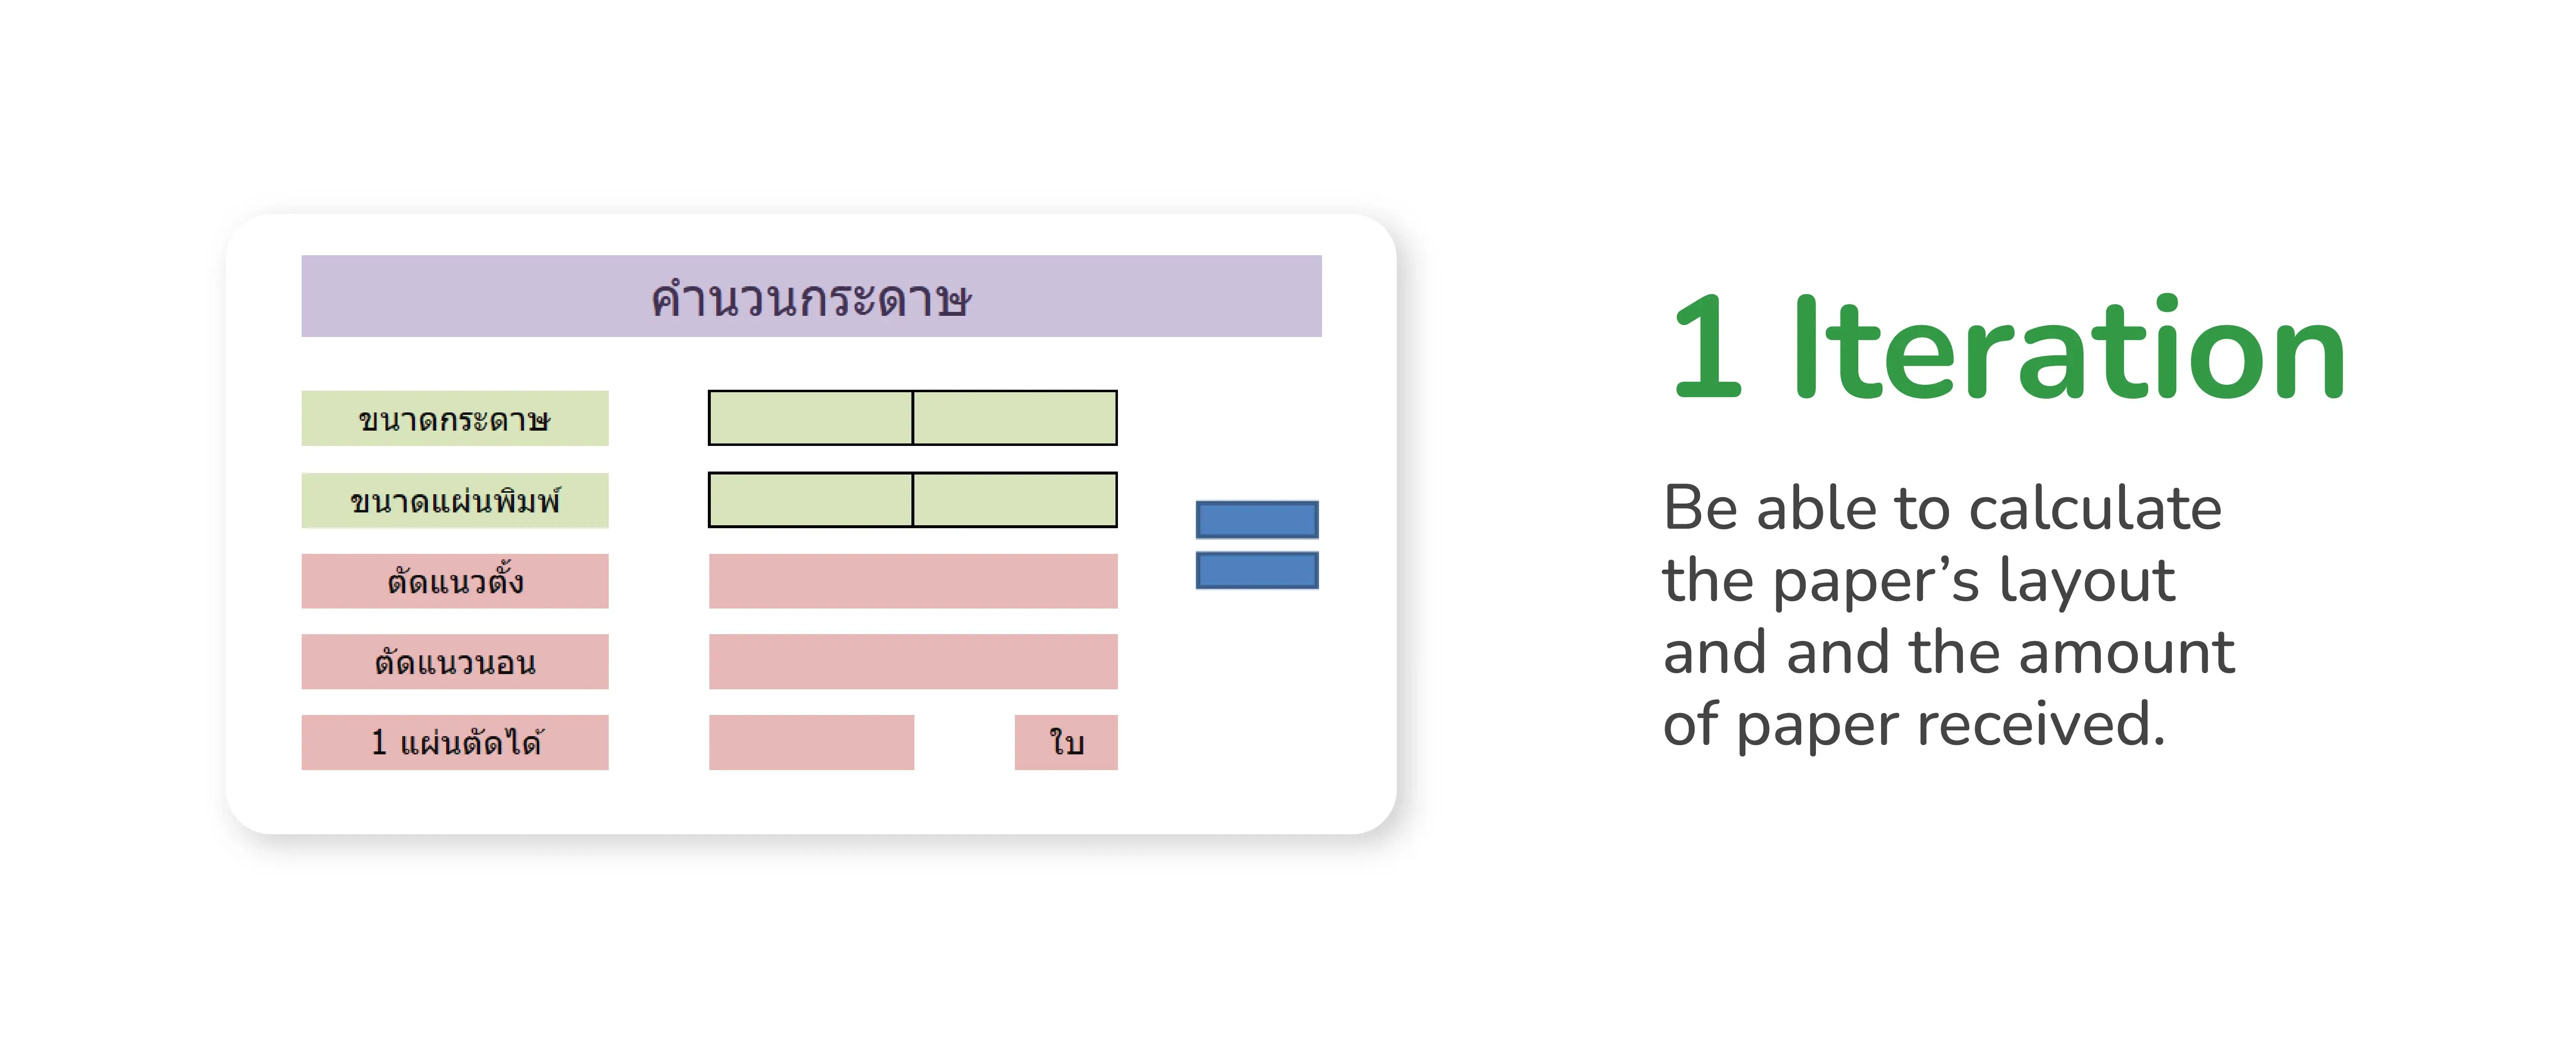 คำนวนกระดาษ
ขนาดกระดาษ
ขนาดแผ่นพิมพ์
ตัดแนวตั้ง
ตัดแนวนอน
1 แผ่นตัดได้
ใบ
1 Iteration
Be able to calculate
the paper’s layout
and and the amount
of paper received.